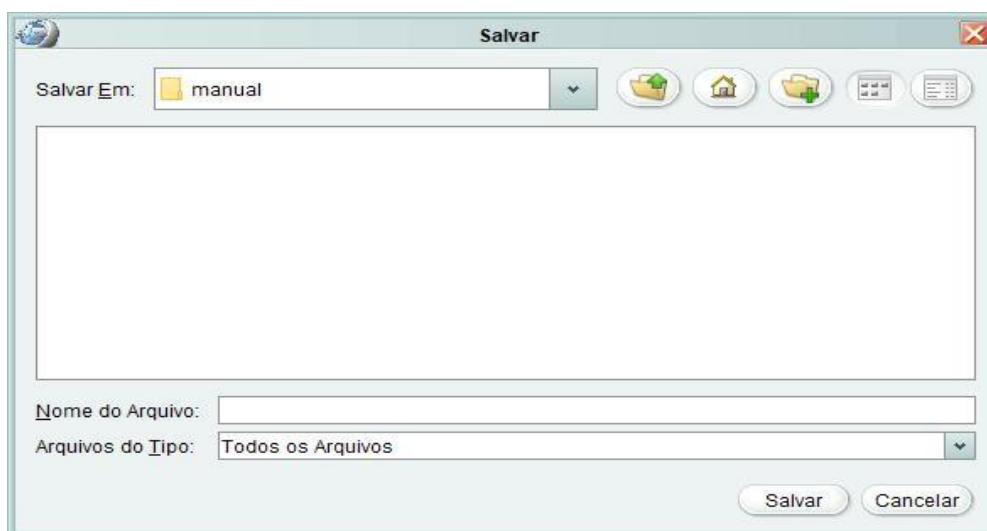 Salvar
Salvar Em: manual
Nome do Arquivo:
Arquivos do Tipo: Todos os Arquivos
Salvar Cancelar